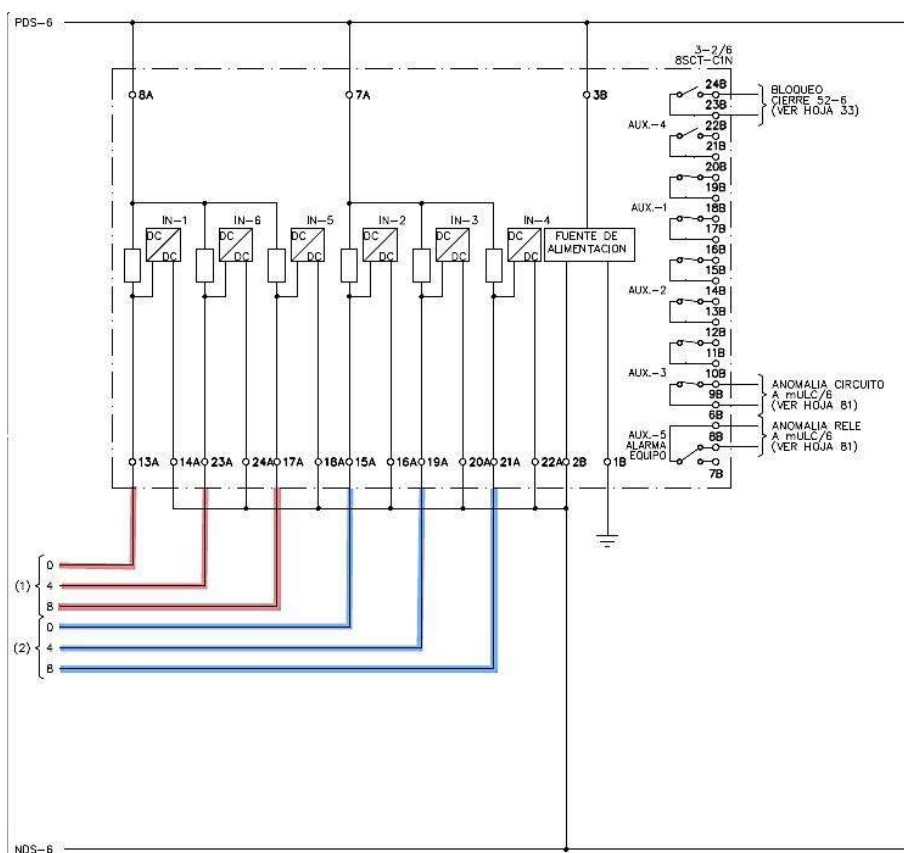 PDS-6
3-2/6
8SCT-C1N
8A
7A
3B
24B
23B
BLOQUEO
CIERRE 52-6
(VER HOJA 33)
AUX.-4
22B
21B
20B
19B
AUX.-1
18B
17B
16B
15B
AUX.-2
14B
13B
12B
11B
AUX.-3
10B
9B
ANOMALIA CIRCUITO
A mULC/6
(VER HOJA 81)
6B
AUX.-5
ALARMA
EQUIPO
8B
7B
ANOMALIA RELE
A mULC/6
(VER HOJA 81)
IN-1
IN-6
IN-5
IN-2
IN-3
IN-4
DC
DC
DC
DC
DC
DC
DC
DC
DC
DC
DC
DC
FUENTE DE
ALIMENTACION
13A
14A
23A
24A
17A
18A
15A
16A
19A
20A
21A
22A
2B
1B
(1)
0
4
8
(2)
0
4
8
NDS-6